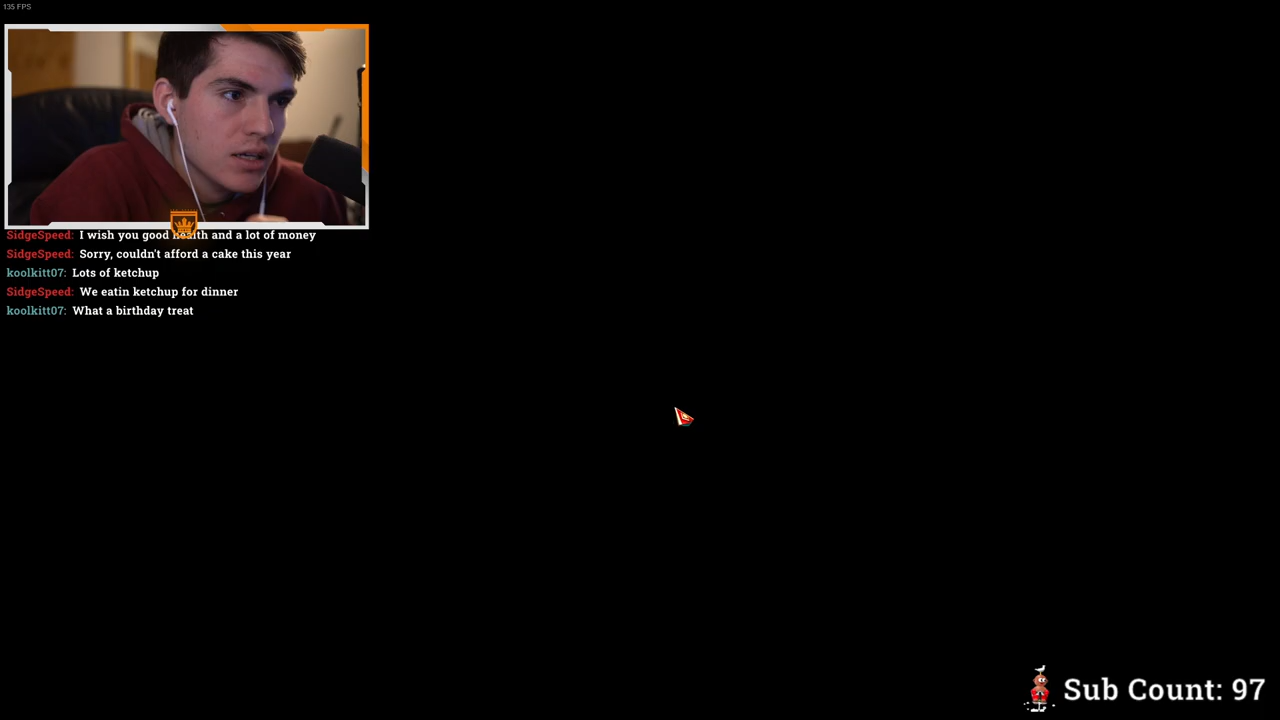 135 FPS
SidgeSpeed: I wish you good health and a lot of money
SidgeSpeed: Sorry, couldn't afford a cake this year
koolkitt07: Lots of ketchup
SidgeSpeed: We eatin ketchup for dinner
koolkitt07: What a birthday treat
Sub Count: 97